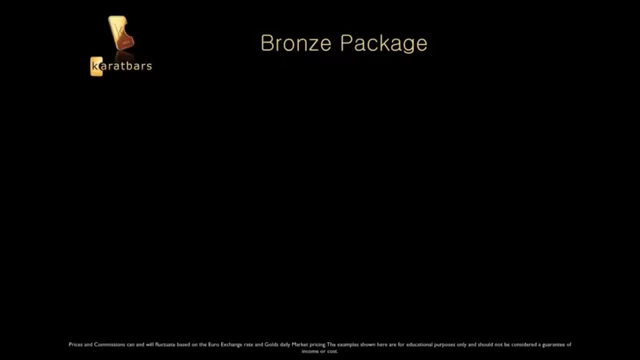 Bronze Package
karatbars
Prices and Commissions can and will fluctuate based on the Euro Exchange rate and Golds daily Market pricing. The examples shown here are for educational purposes only and should not be considered a guarantee of
income or cost.